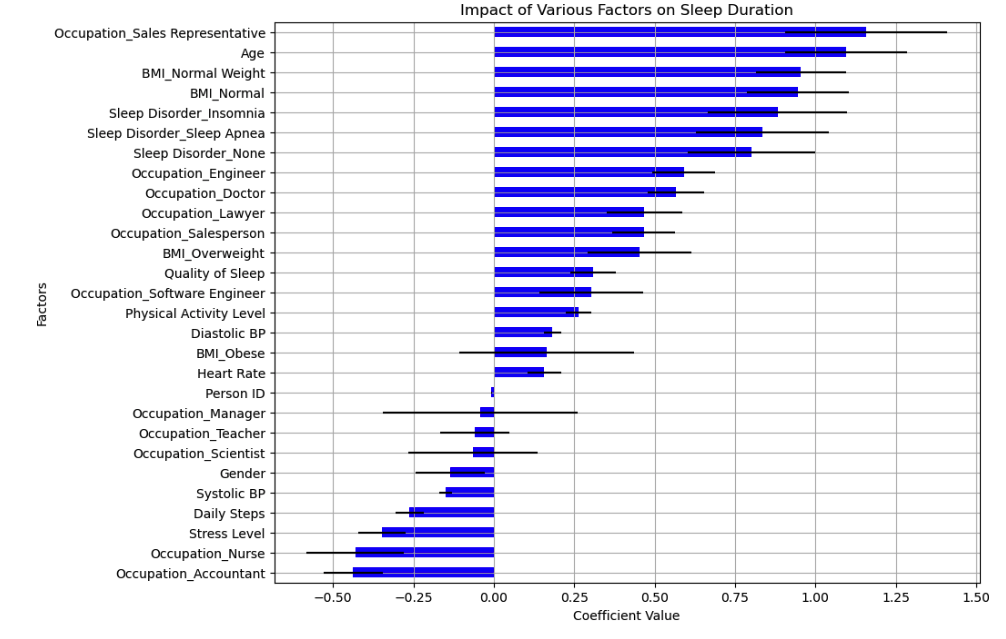 Impact of Various Factors on Sleep Duration
Occupation_Sales Representative
Age
BMI_Normal Weight
BMI_Normal
Sleep Disorder_Insomnia
Sleep Disorder_Sleep Apnea
Sleep Disorder_None
Occupation_Engineer
Occupation_Doctor
Occupation_Lawyer
Occupation_Salesperson
BMI_Overweight
Quality of Sleep
Occupation_Software Engineer
Physical Activity Level
Diastolic BP
BMI_Obese
Heart Rate
Person ID
Occupation_Manager
Occupation_Teacher
Occupation_Scientist
Gender
Systolic BP
Daily Steps
Stress Level
Occupation_Nurse
Occupation_Accountant
Factors
−0.50 −0.25 0.00 0.25 0.50 0.75 1.00 1.25 1.50
Coefficient Value